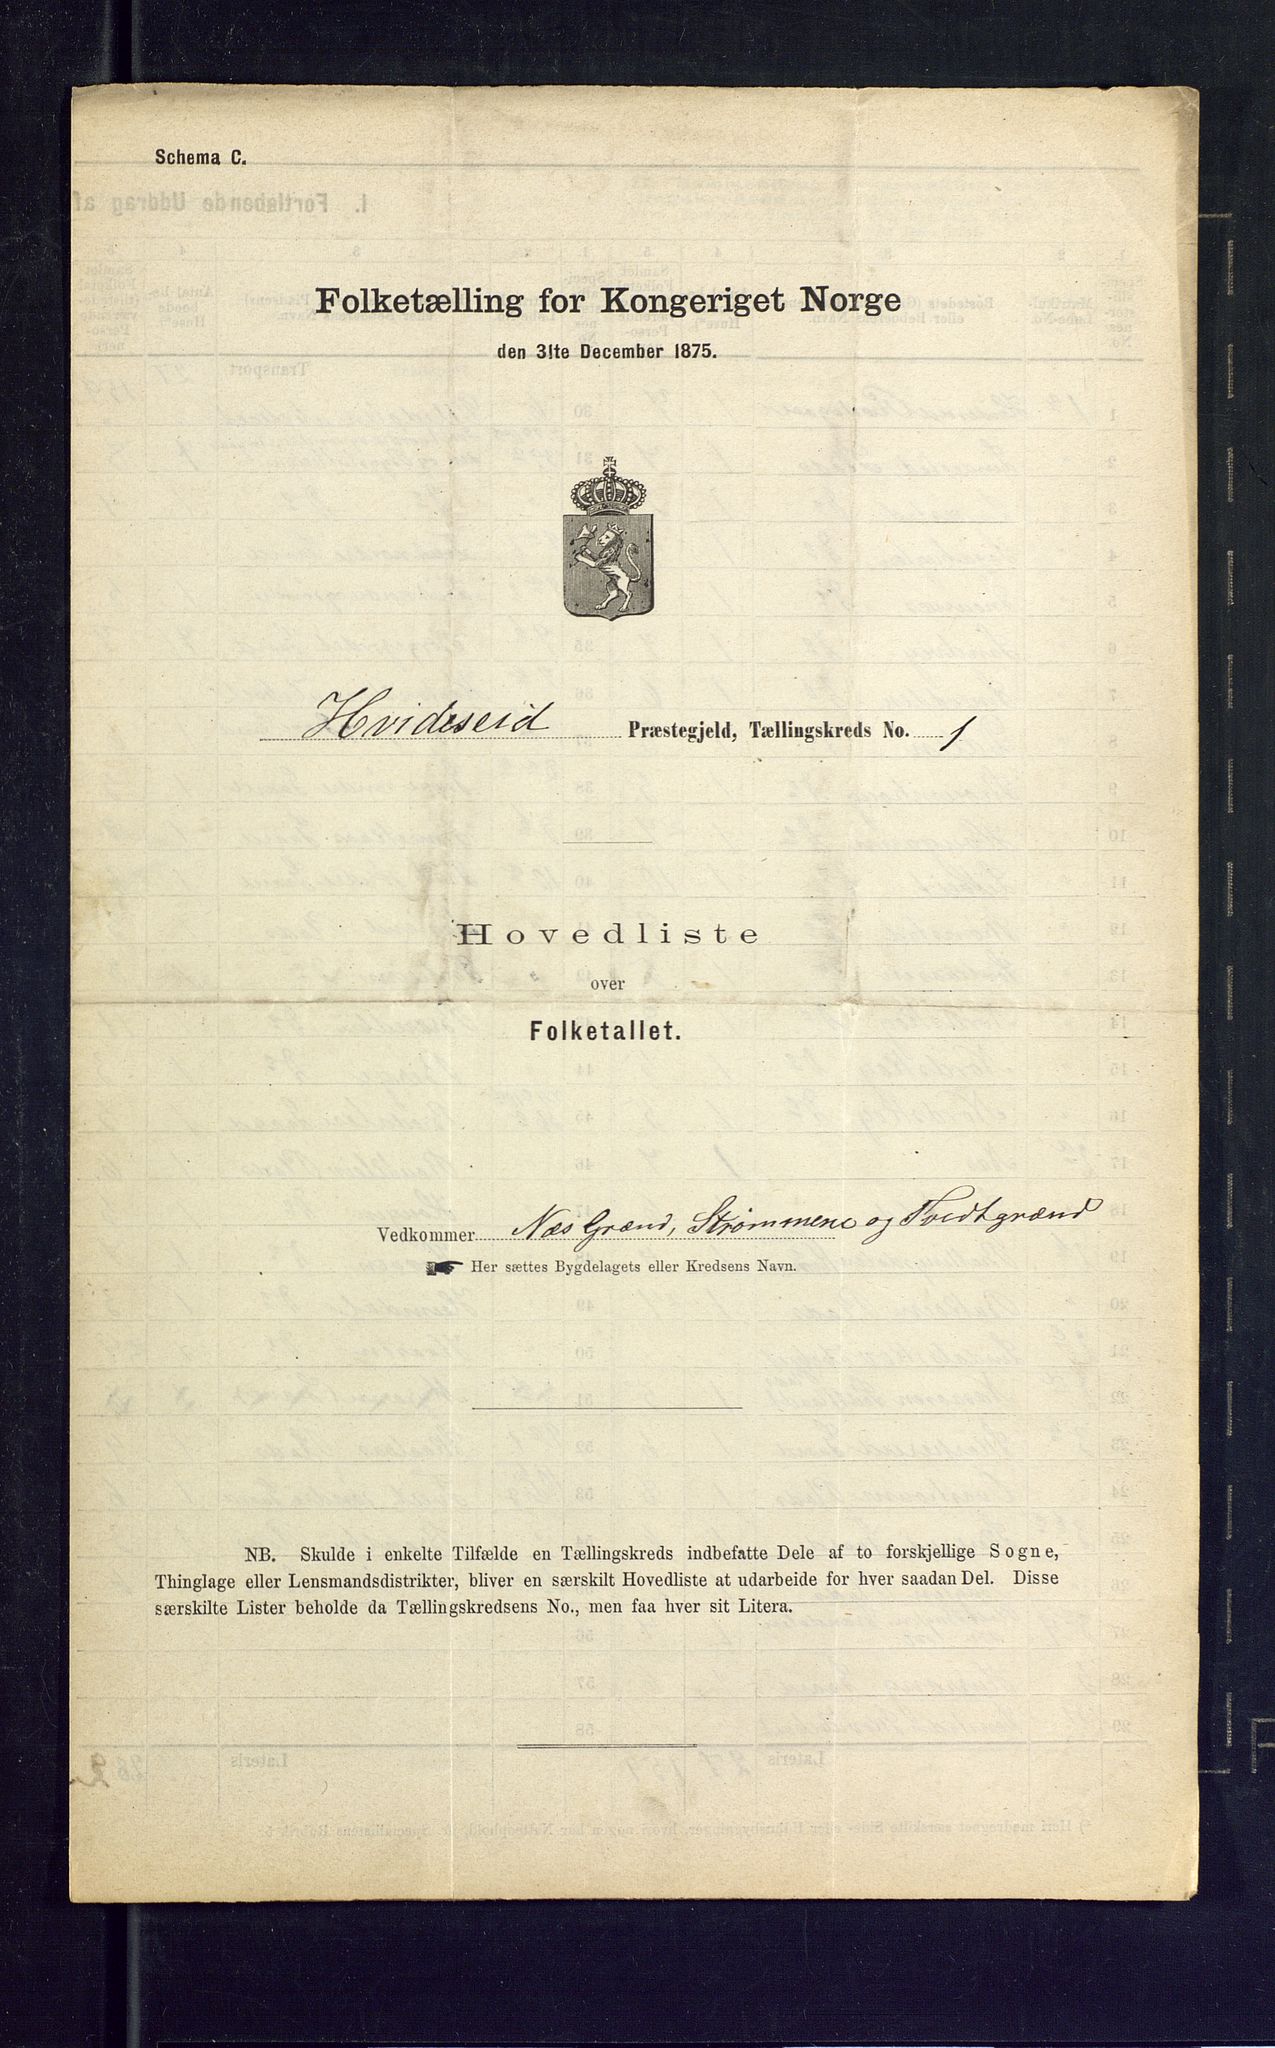 Schema C.
Folketælling for Kongeriget Norge
den 31te December 1875.
Hvideseid Præstegjeld, Tællingskreds No. 1
Hovedliste
over
Folketallet.
Vedkommer Næs Grænd, Strømmene og Tvedtgrænd
Her sættes Bygdelagets eller Kredsens Navn.
NB. Skulde i enkelte Tilfælde en Tællingskreds indbefatte Dele af to forskjellige Sogne,
Thinglage eller Lensmandsdistrikter, bliver en særskilt Hovedliste at udarbeide for hver saadan Del. Disse
særskilte Lister beholde da Tællingskredsens No., men faa hver sit Litera.